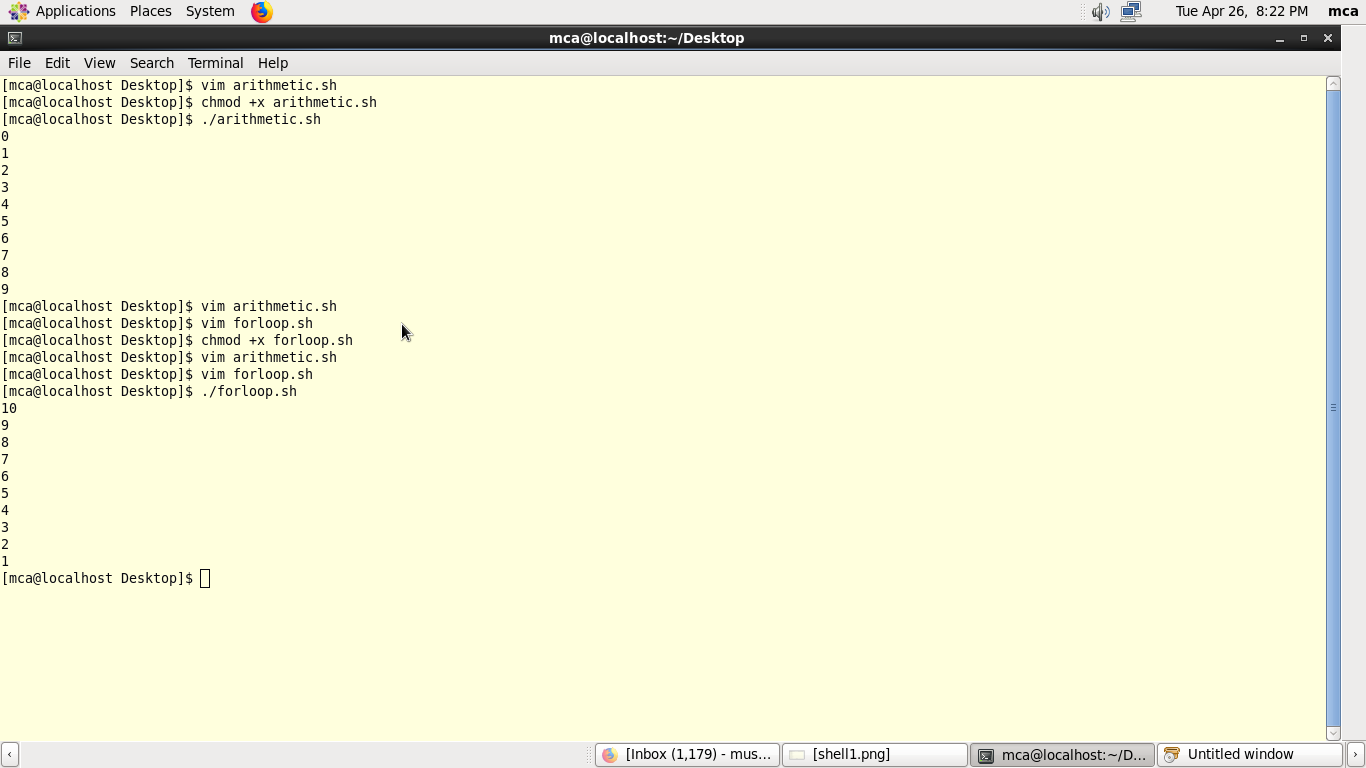 Applications Places System Tue Apr 26, 8:22 PM mca
mca@localhost:~/Desktop
File Edit View Search Terminal Help
[mca@localhost Desktop]$ vim arithmetic.sh
[mca@localhost Desktop]$ chmod +x arithmetic.sh
[mca@localhost Desktop]$ ./arithmetic.sh
0
1
2
3
4
5
6
7
8
9
[mca@localhost Desktop]$ vim arithmetic.sh
[mca@localhost Desktop]$ vim forloop.sh
[mca@localhost Desktop]$ chmod +x forloop.sh
[mca@localhost Desktop]$ vim arithmetic.sh
[mca@localhost Desktop]$ vim forloop.sh
[mca@localhost Desktop]$ ./forloop.sh
10
9
8
7
6
5
4
3
2
1
[mca@localhost Desktop]$
[Inbox (1,179) - mus... [shell1.png] mca@localhost:~/D... Untitled window